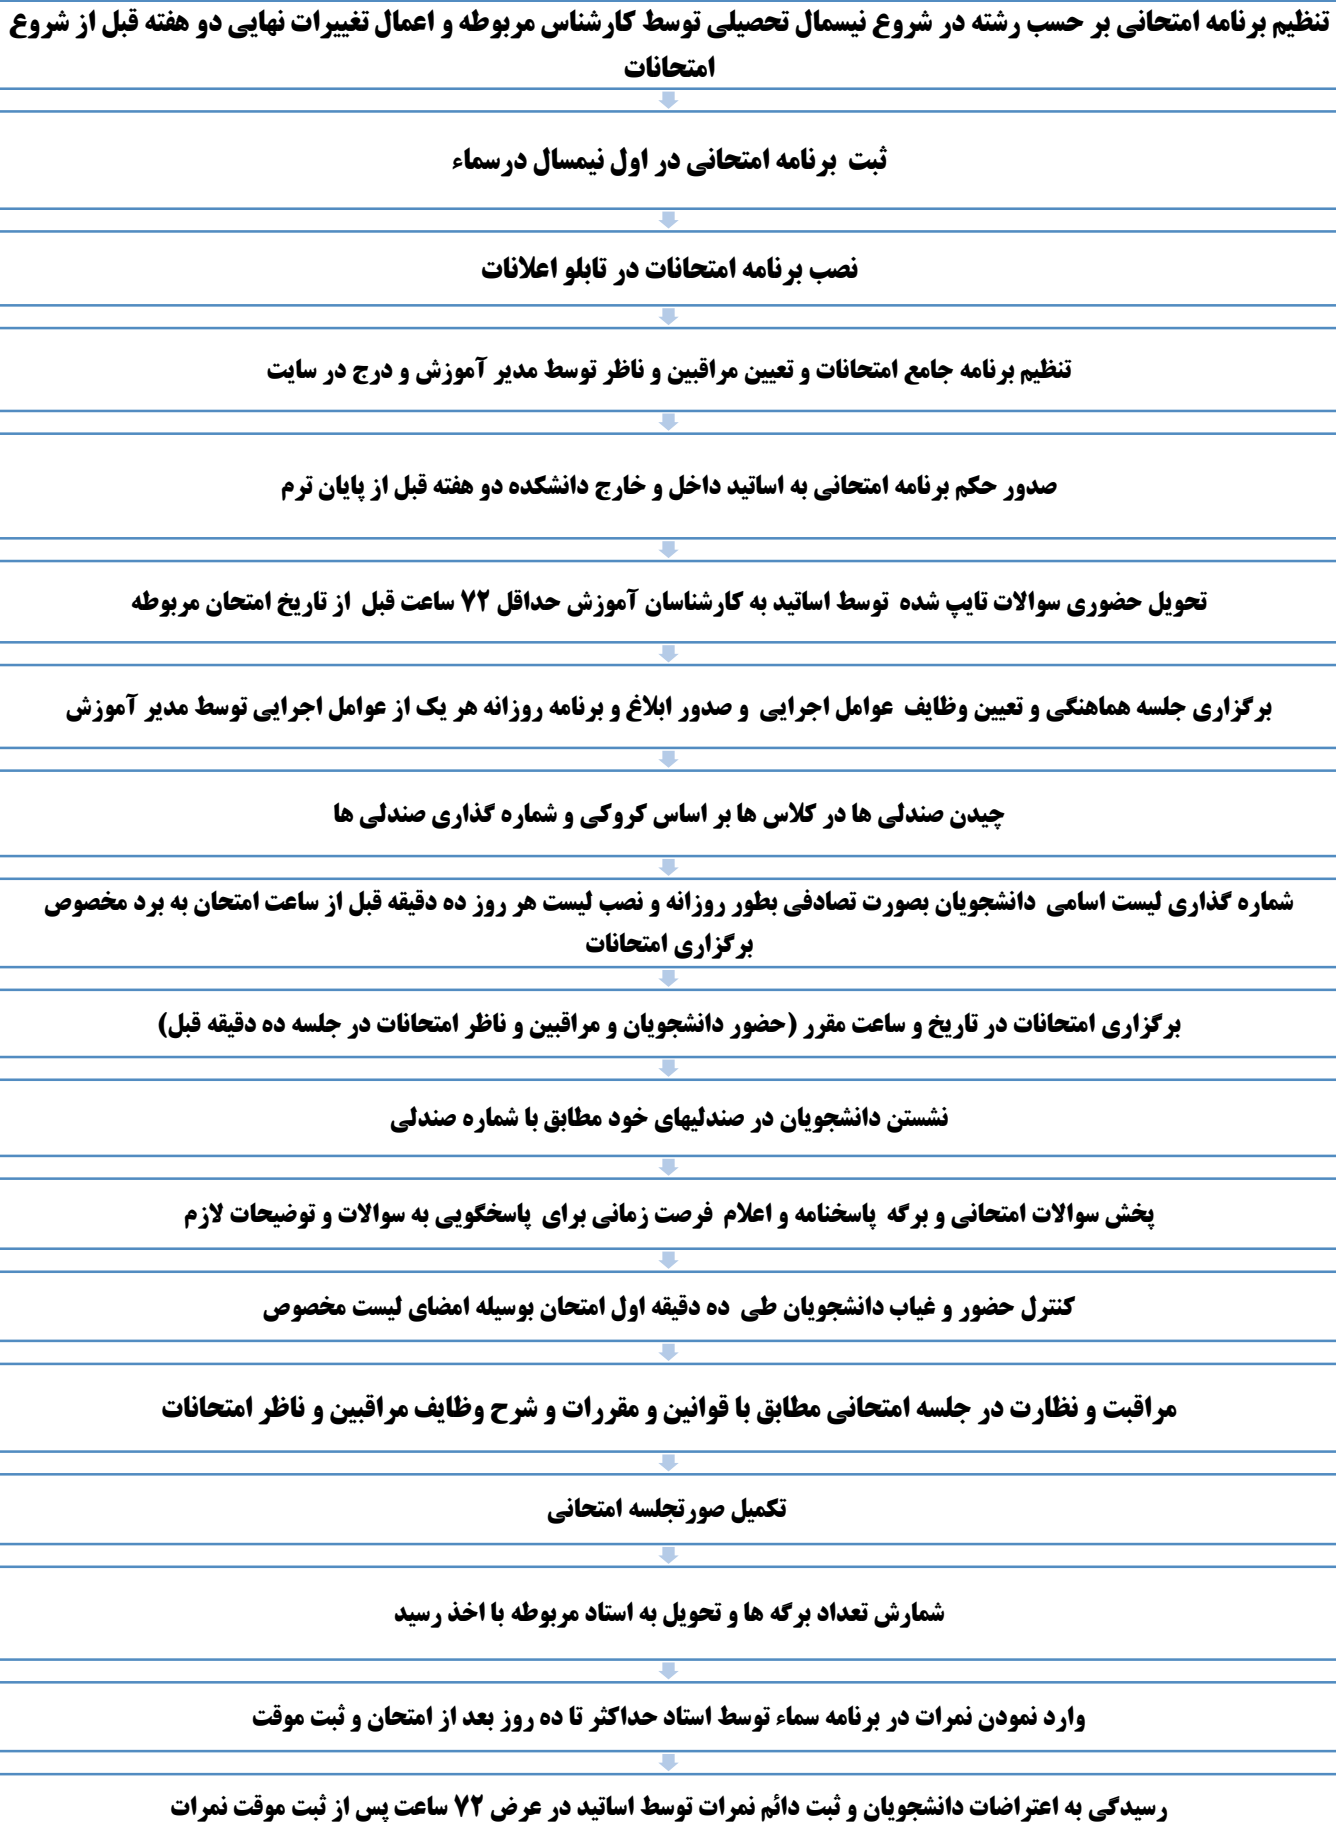 تنظیم برنامه امتحانی بر حسب رشته در شروع نیسمال تحصیلی توسط کارشناس مربوطه و اعمال تغییرات نهایی دو هفته قبل از شروع
امتحانات
ثبت برنامه امتحانی در اول نیمسال درسماء
نصب برنامه امتحانات در تابلو اعلانات
تنظیم برنامه جامع امتحانات و تعیین مراقبین و ناظر توسط مدیر آموزش و درج در سایت
صدور حکم برنامه امتحانی به اساتید داخل و خارج دانشکده دو هفته قبل از پایان ترم
تحویل حضوری سوالات تایپ شده توسط اساتید به کارشناسان آموزش حداقل ۷۲ ساعت قبل از تاریخ امتحان مربوطه
برگزاری جلسه هماهنگی و تعیین وظایف عوامل اجرایی و صدور ابلاغ و برنامه روزانه هر یک از عوامل اجرایی توسط مدیر آموزش
چیدن صندلی ها در کلاس ها بر اساس کروکی و شماره گذاری صندلی ها
شماره گذاری لیست اسامی دانشجویان بصورت تصادفی بطور روزانه و نصب لیست هر روز ده دقیقه قبل از ساعت امتحان به برد مخصوص
برگزاری امتحانات
برگزاری امتحانات در تاریخ و ساعت مقرر (حضور دانشجویان و مراقبین و ناظر امتحانات در جلسه ده دقیقه قبل)
نشستن دانشجویان در صندلیهای خود مطابق با شماره صندلی
پخش سوالات امتحانی و برگه پاسخنامه و اعلام فرصت زمانی برای پاسخگویی به سوالات و توضیحات لازم
کنترل حضور و غیاب دانشجویان طی ده دقیقه اول امتحان بوسیله امضای لیست مخصوص
مراقبت و نظارت در جلسه امتحانی مطابق با قوانین و مقررات و شرح وظایف مراقبین و ناظر امتحانات
تکمیل صورتجلسه امتحانی
شمارش تعداد برگه ها و تحویل به استاد مربوطه با اخذ رسید
وارد نمودن نمرات در برنامه سماء توسط استاد حداکثر تا ده روز بعد از امتحان و ثبت موقت
رسیدگی به اعتراضات دانشجویان و ثبت دائم نمرات توسط اساتید در عرض ۷۲ ساعت پس از ثبت موقت نمرات